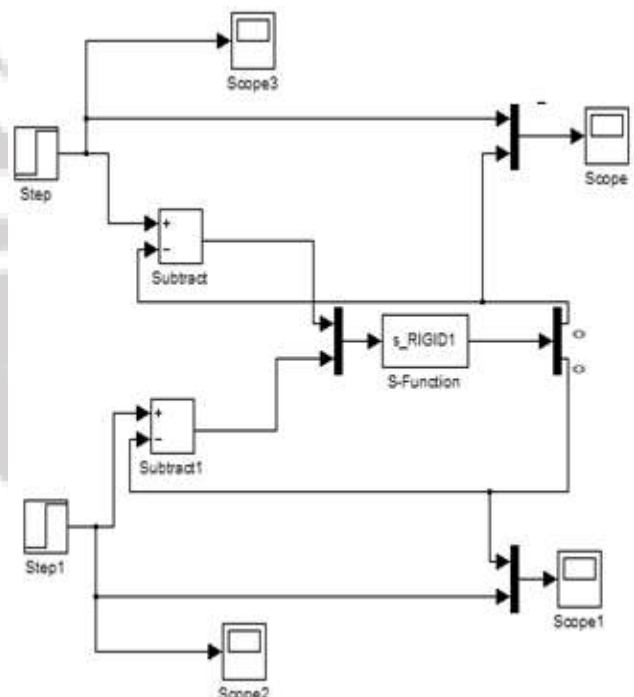 Scope3
Scope
Step
+
−
Subtract
s_RIGID1
S-Function
+
−
Subtract1
Step1
Scope1
Scope2